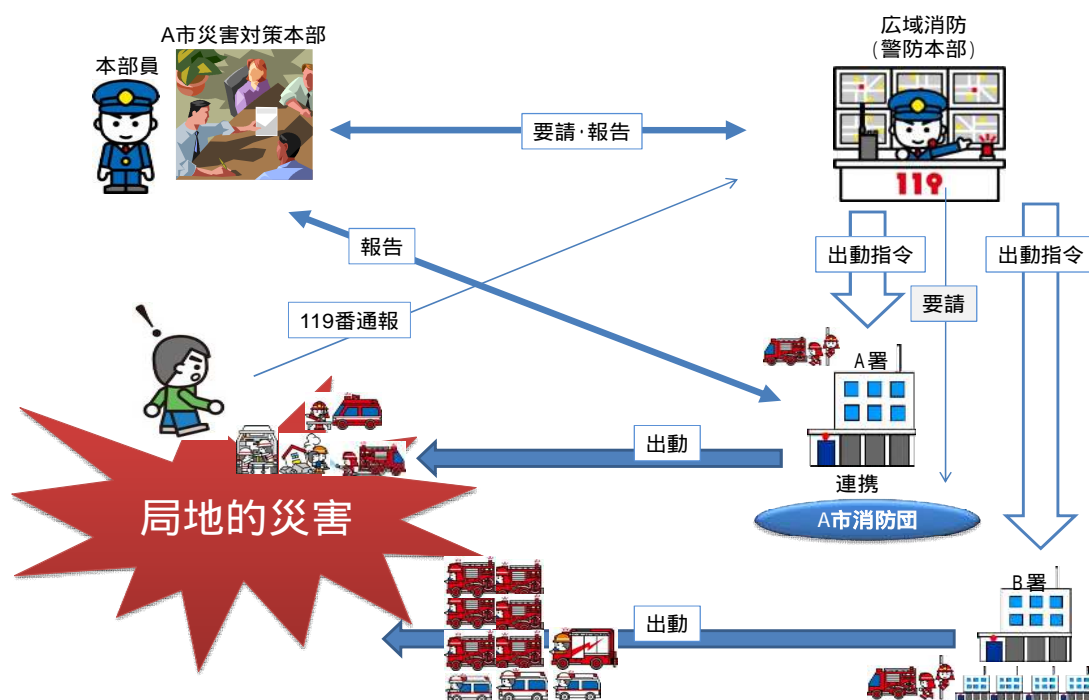 A市災害対策本部
本部員
広域消防
(警防本部)
要請・報告
119
報告
出動指令
出動指令
要請
119番通報
A署
出動
連携
局地的災害
A市消防団
B署
出動